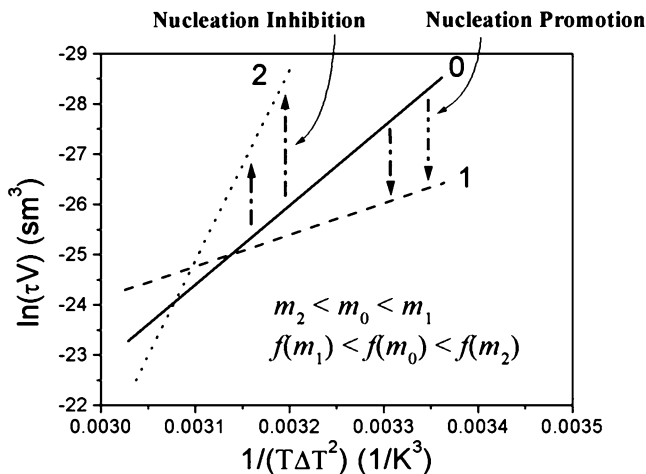 Nucleation Inhibition
Nucleation Promotion
-29
-28
-27
-26
-25
-24
-23
-22
ln(τV) (sm³)
2
0
1
m₂ < m₀ < m₁
f(m₁) < f(m₀) < f(m₂)
0.0030 0.0031 0.0032 0.0033 0.0034 0.0035
1/(TΔT²) (1/K³)